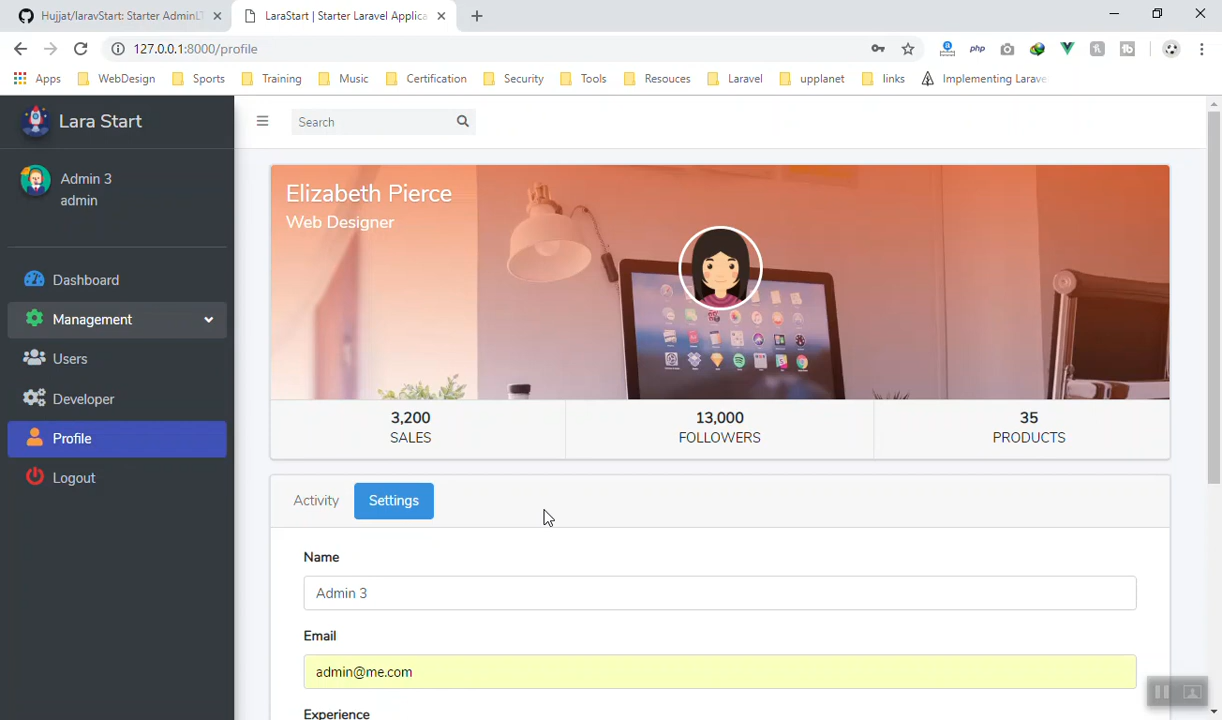 Hujjat/laravStart: Starter AdminLT
LaraStart | Starter Laravel Applica
127.0.0.1:8000/profile
php
Apps
WebDesign
Sports
Training
Music
Certification
Security
Tools
Resouces
Laravel
upplanet
links
Implementing Larave
Lara Start
Search
Admin 3
admin
Elizabeth Pierce
Web Designer
Dashboard
Management
Users
Developer
Profile
Logout
3,200
SALES
13,000
FOLLOWERS
35
PRODUCTS
Activity
Settings
Name
Admin 3
Email
admin@me.com
Experience